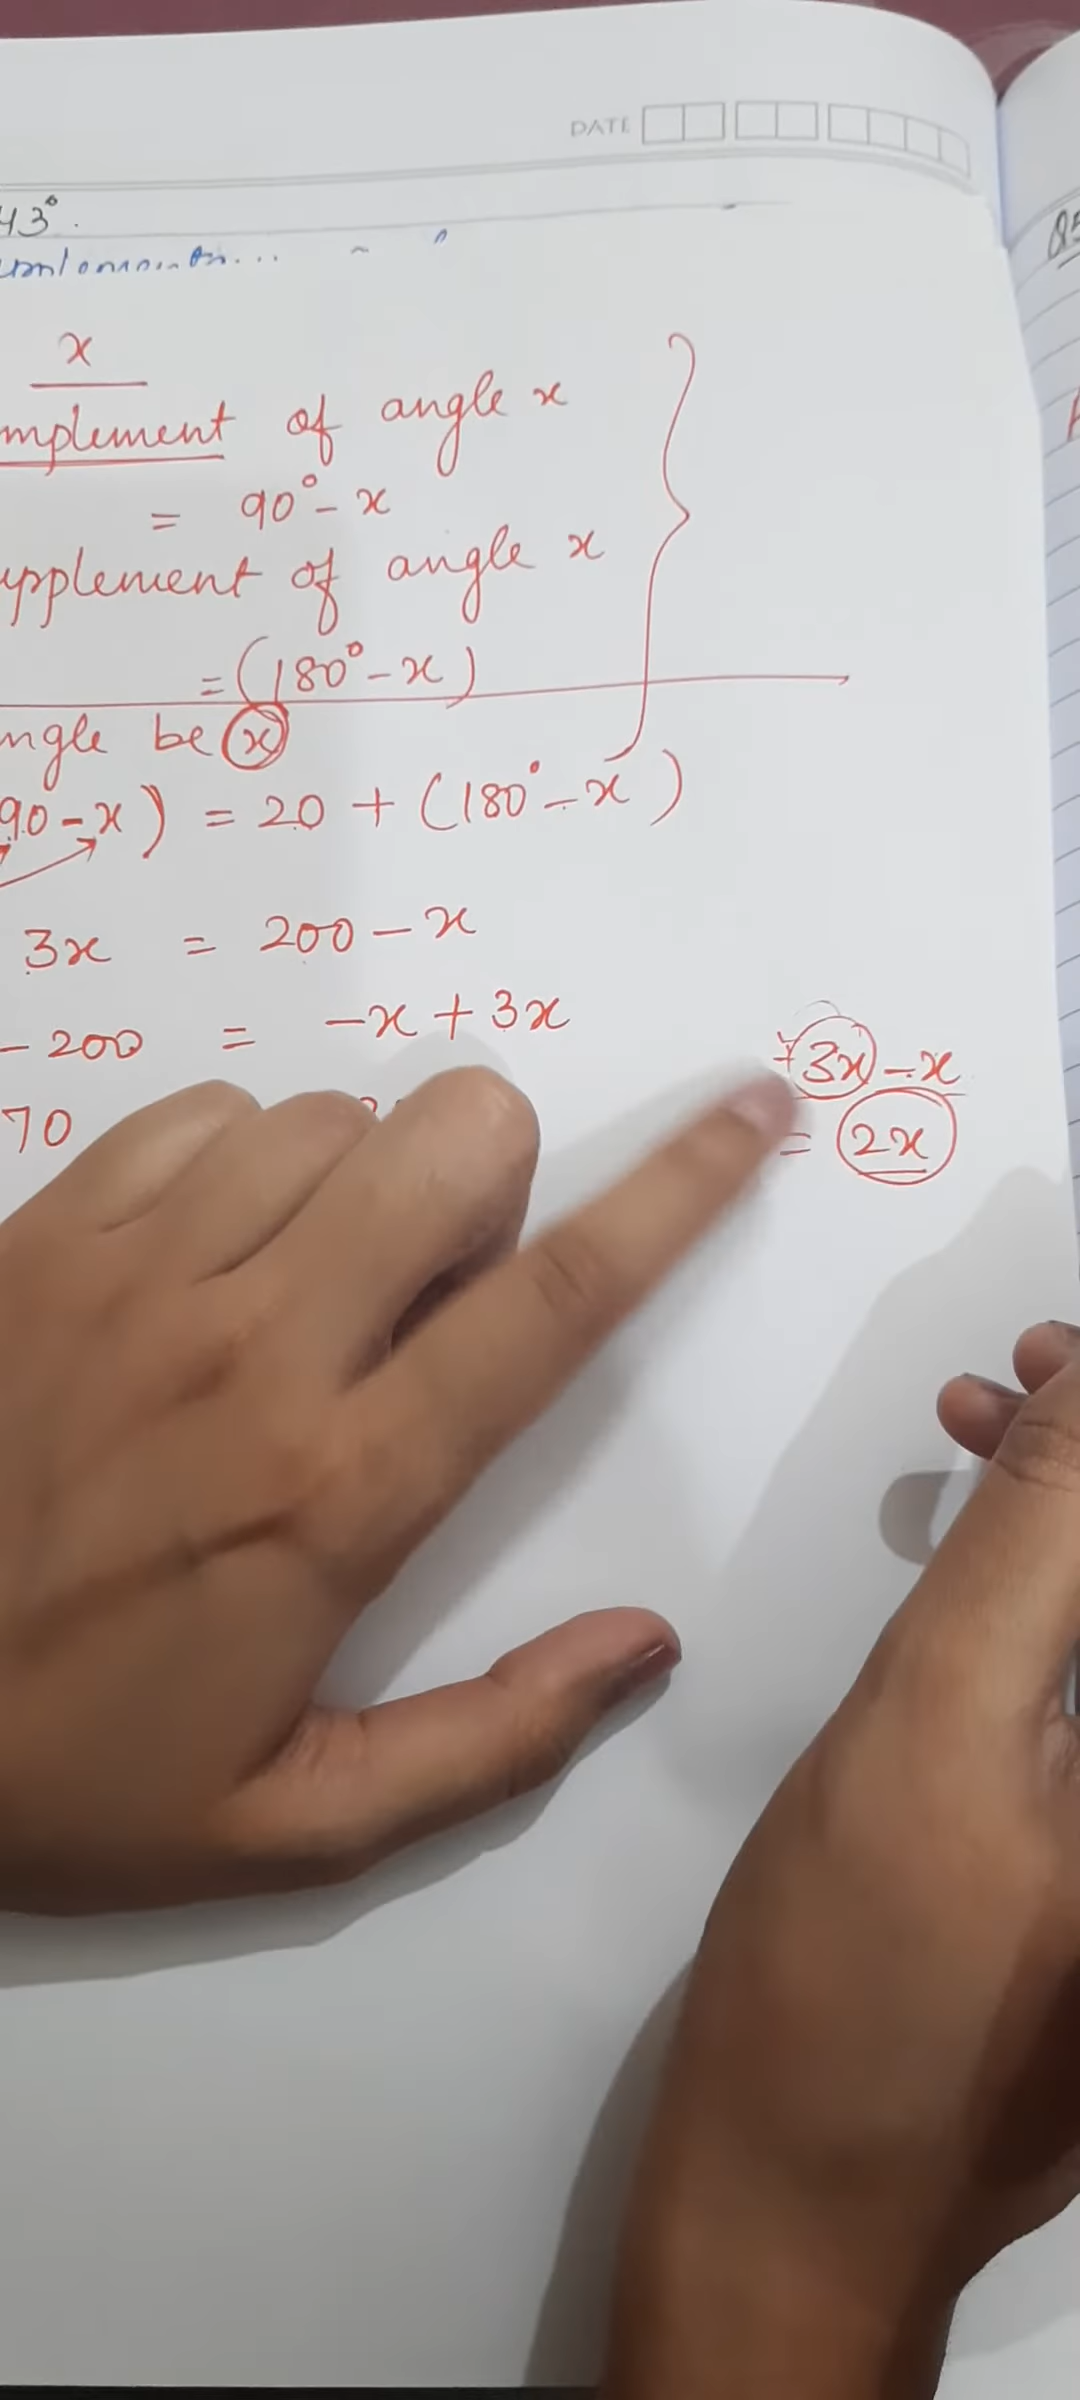 DATE
43°.
x
mplement of angle x
= 90° - x
upplement of angle x
= (180° - x)
ngle be x
90 - x) = 20 + (180° - x)
3x = 200 - x
- 200 = -x + 3x
+3x - x
70
= 2x